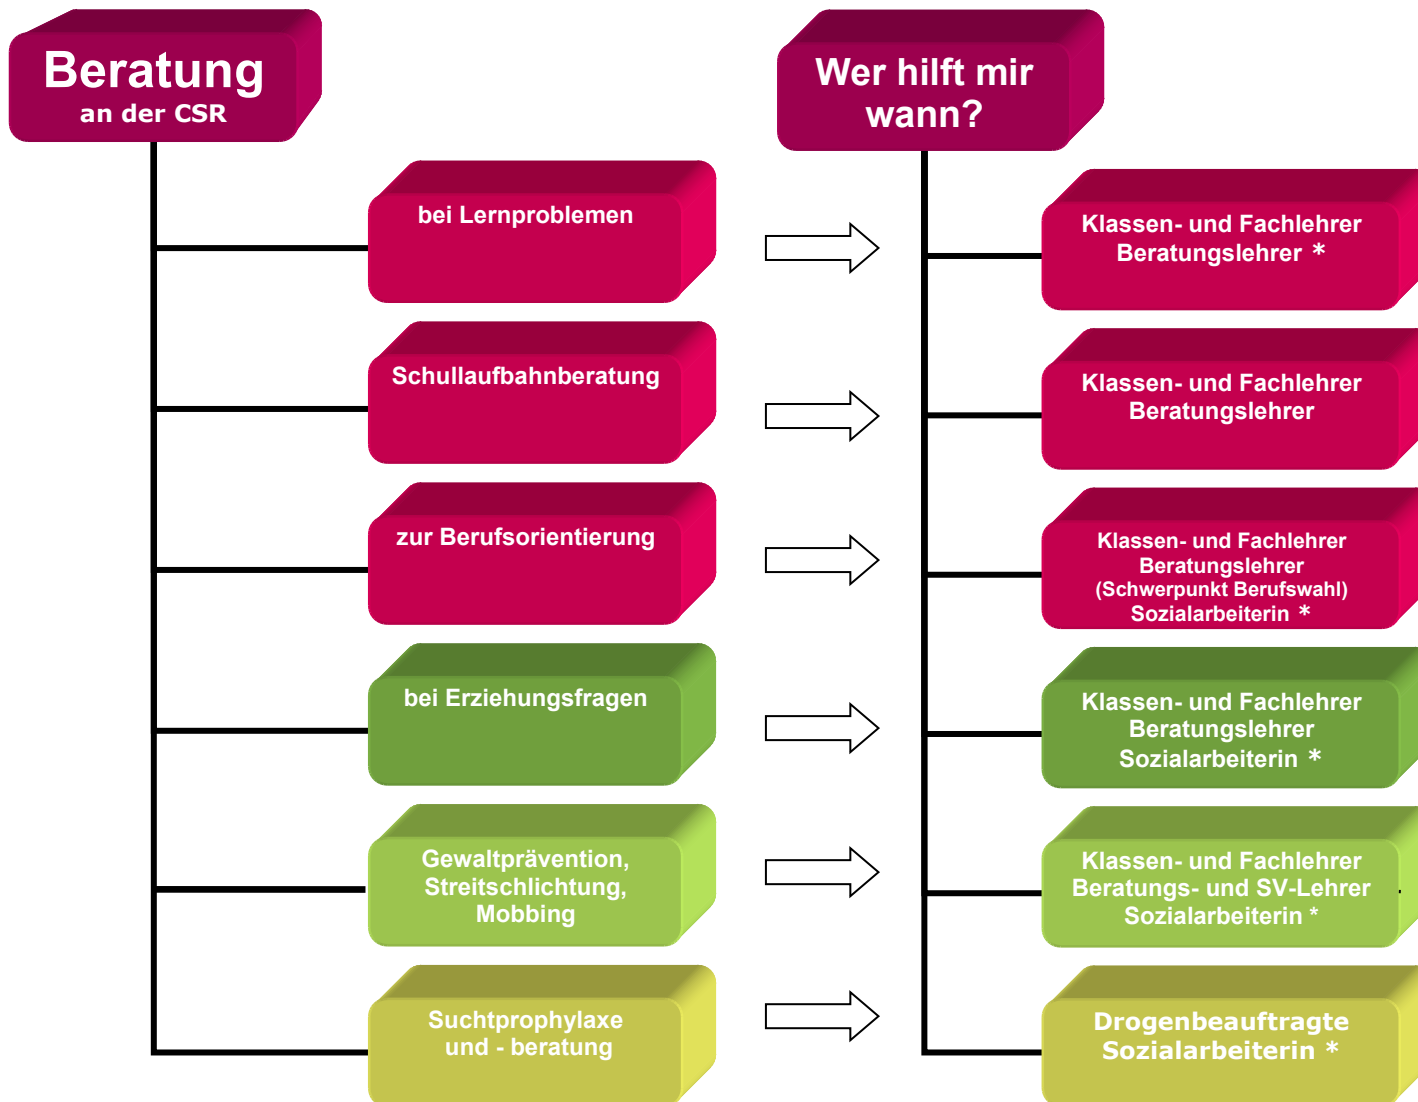 Beratung
an der CSR
Wer hilft mir
wann?
bei Lernproblemen
Klassen- und Fachlehrer
Beratungslehrer *
Schullaufbahnberatung
Klassen- und Fachlehrer
Beratungslehrer
zur Berufsorientierung
Klassen- und Fachlehrer
Beratungslehrer
(Schwerpunkt Berufswahl)
Sozialarbeiterin *
bei Erziehungsfragen
Klassen- und Fachlehrer
Beratungslehrer
Sozialarbeiterin *
Gewaltprävention,
Streitschlichtung,
Mobbing
Klassen- und Fachlehrer
Beratungs- und SV-Lehrer
Sozialarbeiterin *
Suchtprophylaxe
und - beratung
Drogenbeauftragte
Sozialarbeiterin *